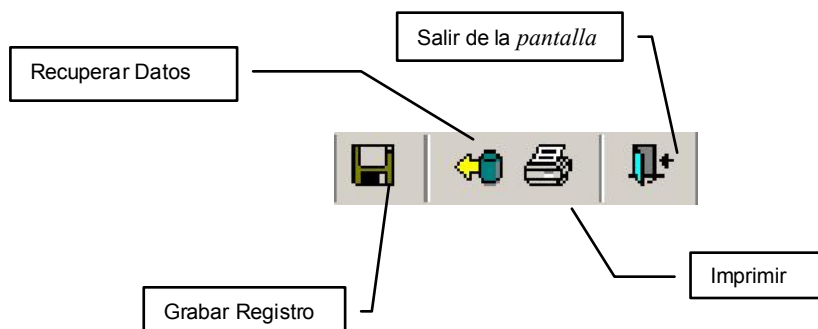 Salir de la pantalla
Recuperar Datos
Imprimir
Grabar Registro